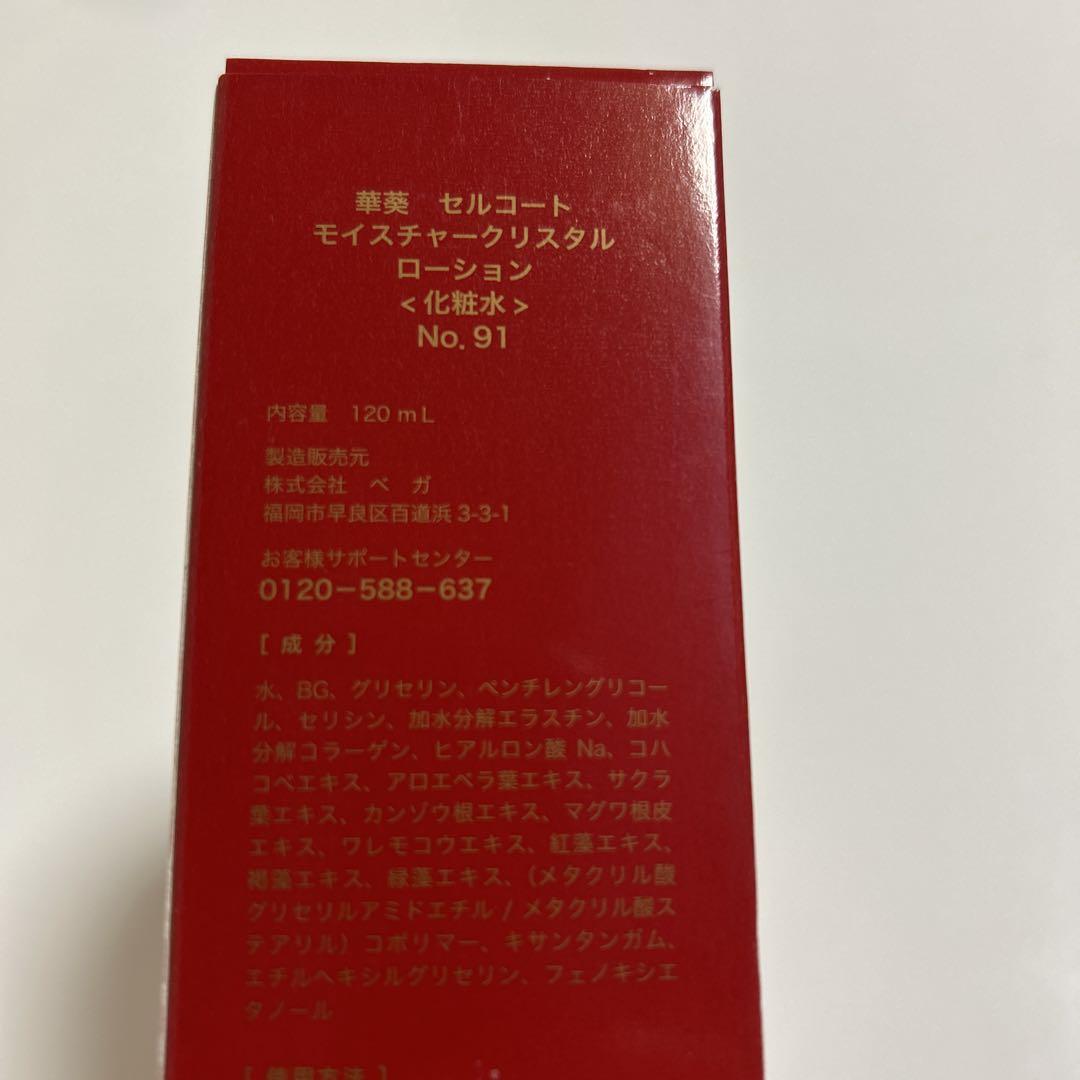 華葵　セルコート
モイスチャークリスタル
ローション
<化粧水>
No. 91
内容量　120 mL
製造販売元
株式会社　ベ　ガ
福岡市早良区百道浜 3-3-1
お客様サポートセンター
0120－588－637
[ 成 分 ]
水、BG、グリセリン、ペンチレングリコー
ル、セリシン、加水分解エラスチン、加水
分解コラーゲン、ヒアルロン酸 Na、コハ
コベエキス、アロエベラ葉エキス、サクラ
葉エキス、カンゾウ根エキス、マグワ根皮
エキス、ワレモコウエキス、紅藻エキス、
褐藻エキス、緑藻エキス、（メタクリル酸
グリセリルアミドエチル / メタクリル酸ス
テアリル）コポリマー、キサンタンガム、
エチルヘキシルグリセリン、フェノキシエ
タノール
[ 使用方法 ]